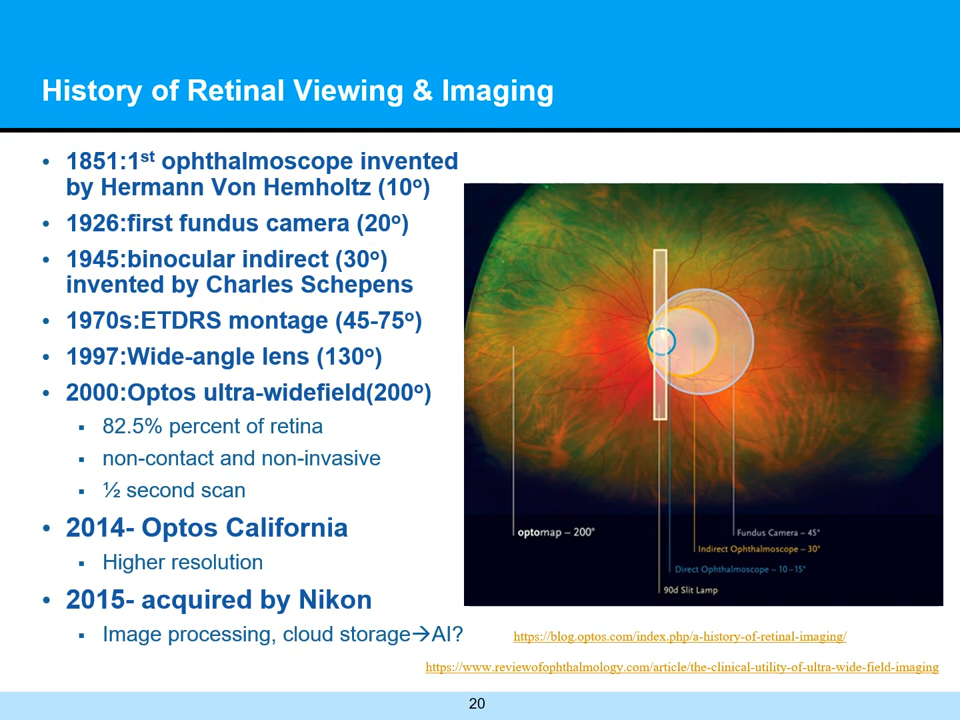 History of Retinal Viewing & Imaging
• 1851:1st ophthalmoscope invented
by Hermann Von Hemholtz (10º)
• 1926:first fundus camera (20º)
• 1945:binocular indirect (30º)
invented by Charles Schepens
• 1970s:ETDRS montage (45-75º)
• 1997:Wide-angle lens (130º)
• 2000:Optos ultra-widefield(200º)
▪ 82.5% percent of retina
▪ non-contact and non-invasive
▪ ½ second scan
• 2014- Optos California
▪ Higher resolution
• 2015- acquired by Nikon
▪ Image processing, cloud storage→AI?
optomap – 200°
Fundus Camera – 45°
Indirect Ophthalmoscope – 30°
Direct Ophthalmoscope – 10 –15°
90d Slit Lamp
https://blog.optos.com/index.php/a-history-of-retinal-imaging/
https://www.reviewofophthalmology.com/article/the-clinical-utility-of-ultra-wide-field-imaging
20